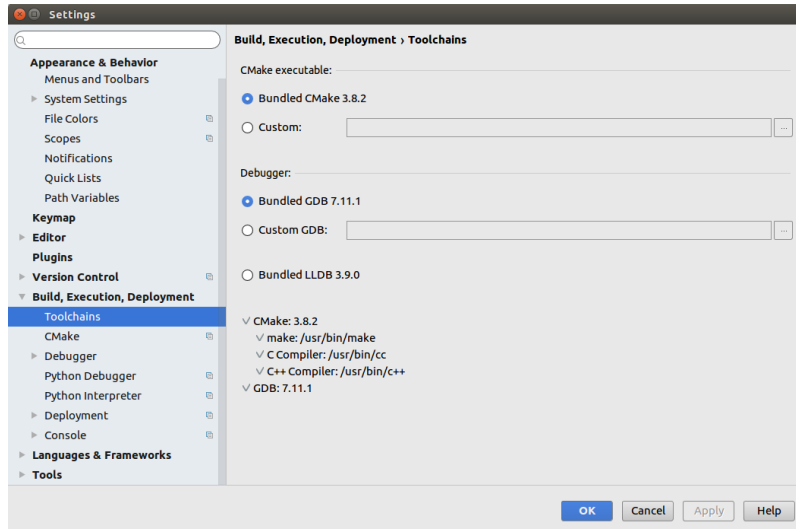 Settings
Appearance & Behavior
Menus and Toolbars
System Settings
File Colors
Scopes
Notifications
Quick Lists
Path Variables
Keymap
Editor
Plugins
Version Control
Build, Execution, Deployment
Toolchains
CMake
Debugger
Python Debugger
Python Interpreter
Deployment
Console
Languages & Frameworks
Tools
Build, Execution, Deployment › Toolchains
CMake executable:
Bundled CMake 3.8.2
Custom:
...
Debugger:
Bundled GDB 7.11.1
Custom GDB:
...
Bundled LLDB 3.9.0
CMake: 3.8.2
make: /usr/bin/make
C Compiler: /usr/bin/cc
C++ Compiler: /usr/bin/c++
GDB: 7.11.1
OK Cancel Apply Help